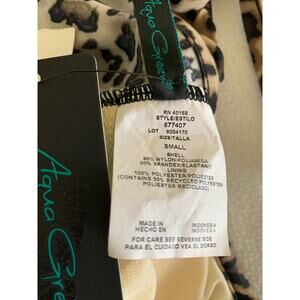 Aqua Green
RN 40168
STYLE/ESTILO
677407
LOT 6004170
SIZE/TALLA
SMALL
SHELL
80% NYLON/POLIAMIDA
20% SPANDEX/ELASTANO
LINING
100% POLYESTER/POLIESTER
(CONTAINS 50% RECYCLED POLYESTER/
POLIESTER RECICLADO)
MADE IN INDONESIA
HECHO EN INDONESIA
FOR CARE SEE REVERSE SIDE
PARA EL CUIDADO VEA EL DORSO
Aqua Gree